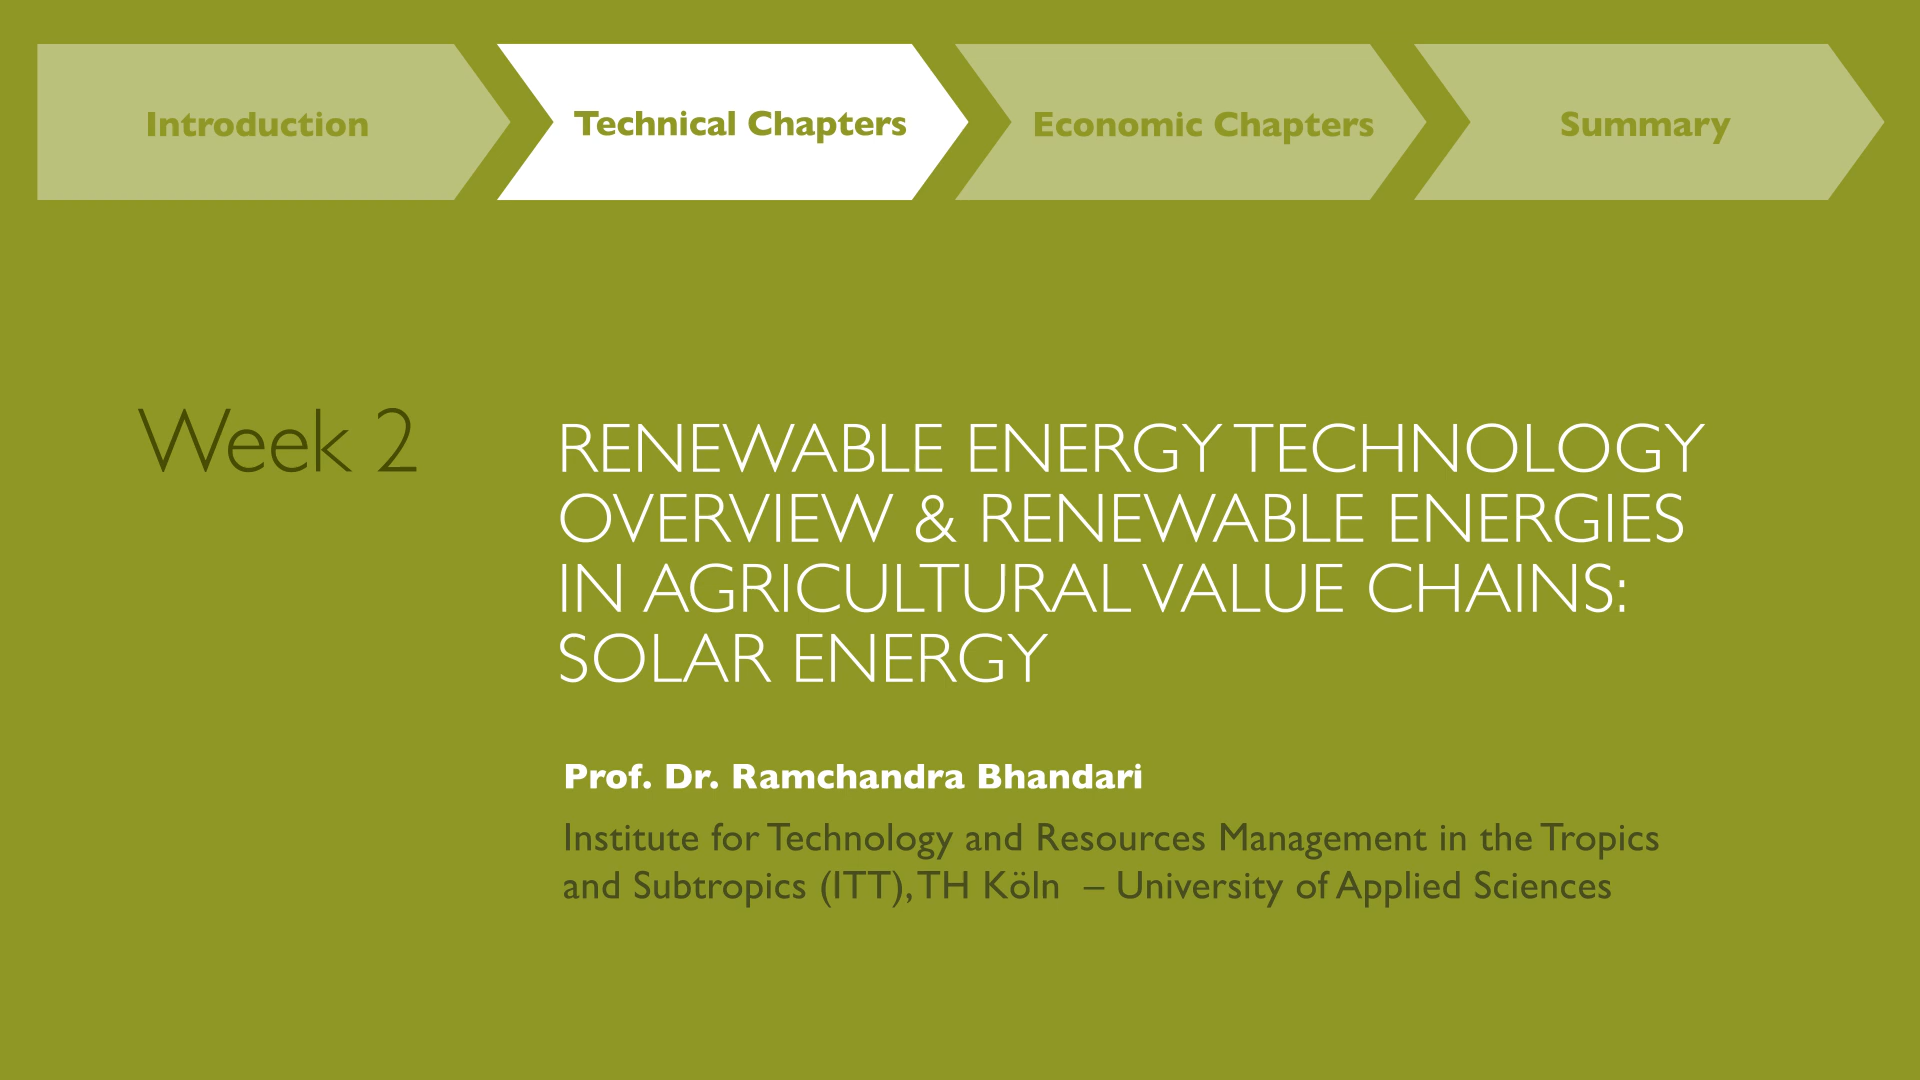 Introduction
Technical Chapters
Economic Chapters
Summary
Week 2
RENEWABLE ENERGY TECHNOLOGY
OVERVIEW & RENEWABLE ENERGIES
IN AGRICULTURAL VALUE CHAINS:
SOLAR ENERGY
Prof. Dr. Ramchandra Bhandari
Institute for Technology and Resources Management in the Tropics
and Subtropics (ITT), TH Köln – University of Applied Sciences